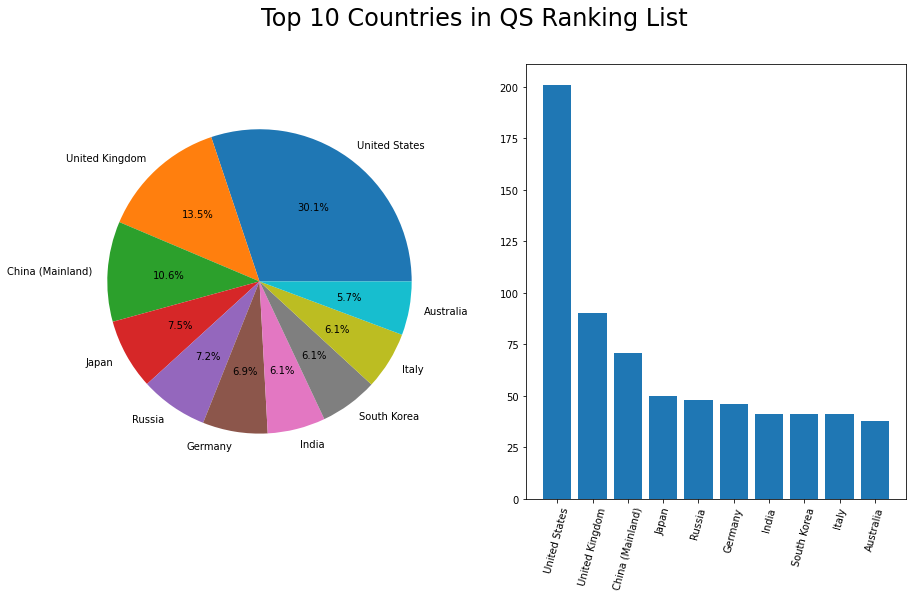 Top 10 Countries in QS Ranking List
United States
United Kingdom
China (Mainland)
Japan
Russia
Germany
India
South Korea
Italy
Australia
30.1%
13.5%
10.6%
7.5%
7.2%
6.9%
6.1%
6.1%
6.1%
5.7%
200
175
150
125
100
75
50
25
0
United States
United Kingdom
China (Mainland)
Japan
Russia
Germany
India
South Korea
Italy
Australia